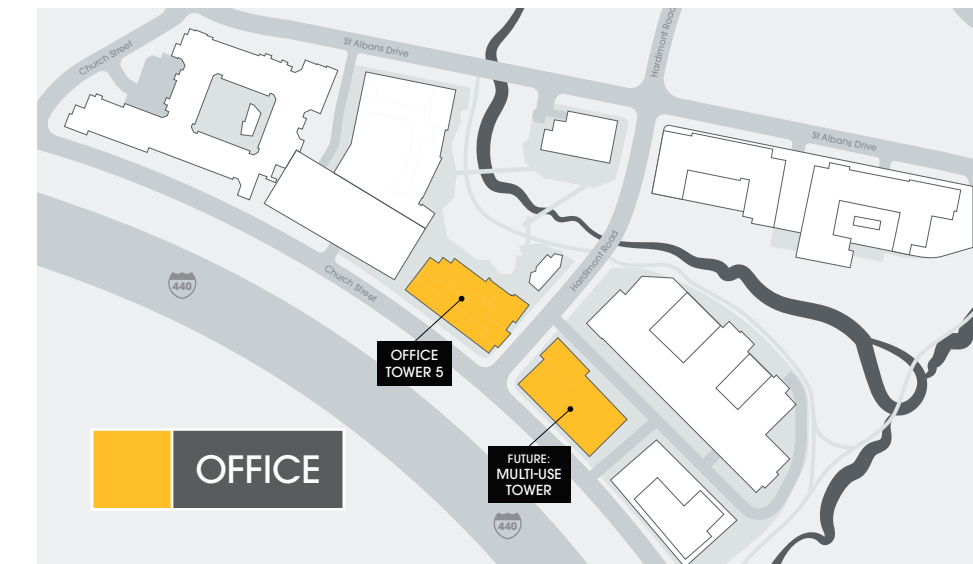 St Albans Drive
Hardimont Road
Church Street
St Albans Drive
Hardimont Road
Church Street
440
OFFICE
TOWER 5
OFFICE
FUTURE:
MULTI-USE
TOWER
440